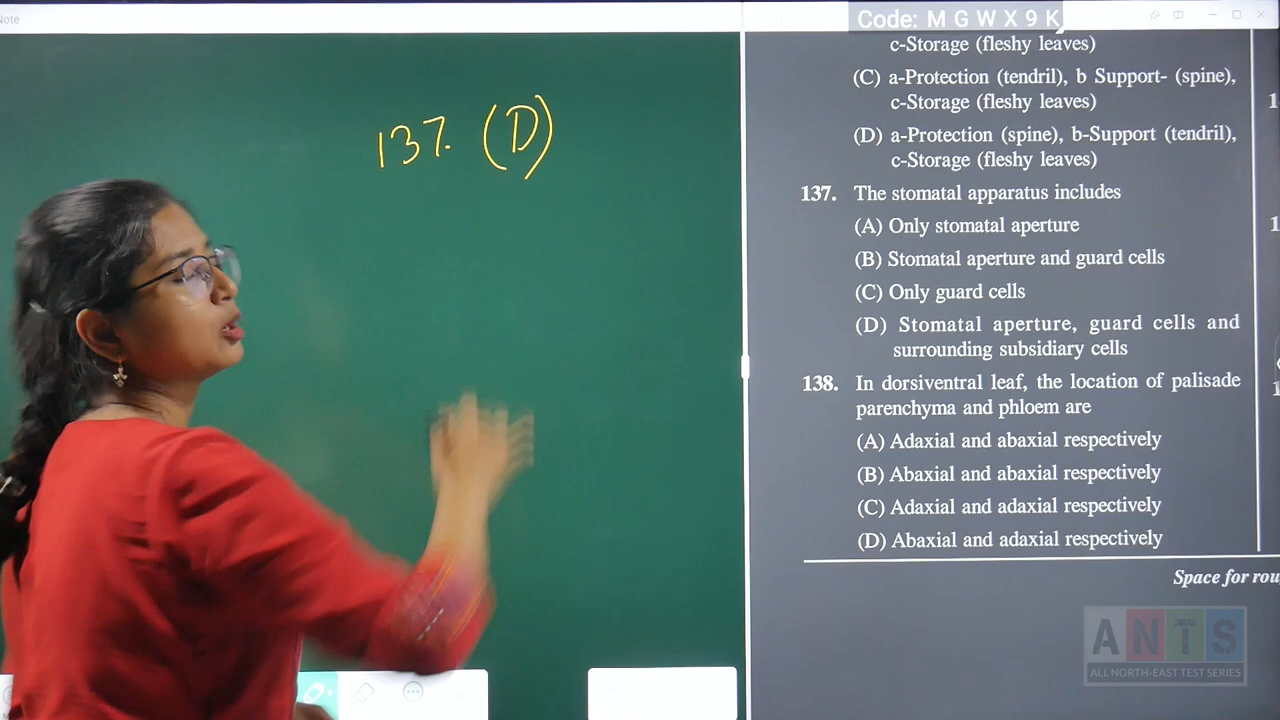 Note
Code: M G W X 9 K
137. (D)
c-Storage (fleshy leaves)
(C) a-Protection (tendril), b Support- (spine),
c-Storage (fleshy leaves)
(D) a-Protection (spine), b-Support (tendril),
c-Storage (fleshy leaves)
137. The stomatal apparatus includes
(A) Only stomatal aperture
(B) Stomatal aperture and guard cells
(C) Only guard cells
(D) Stomatal aperture, guard cells and
surrounding subsidiary cells
138. In dorsiventral leaf, the location of palisade
parenchyma and phloem are
(A) Adaxial and abaxial respectively
(B) Abaxial and abaxial respectively
(C) Adaxial and adaxial respectively
(D) Abaxial and adaxial respectively
Space for rou
ANTS
ALL NORTH-EAST TEST SERIES